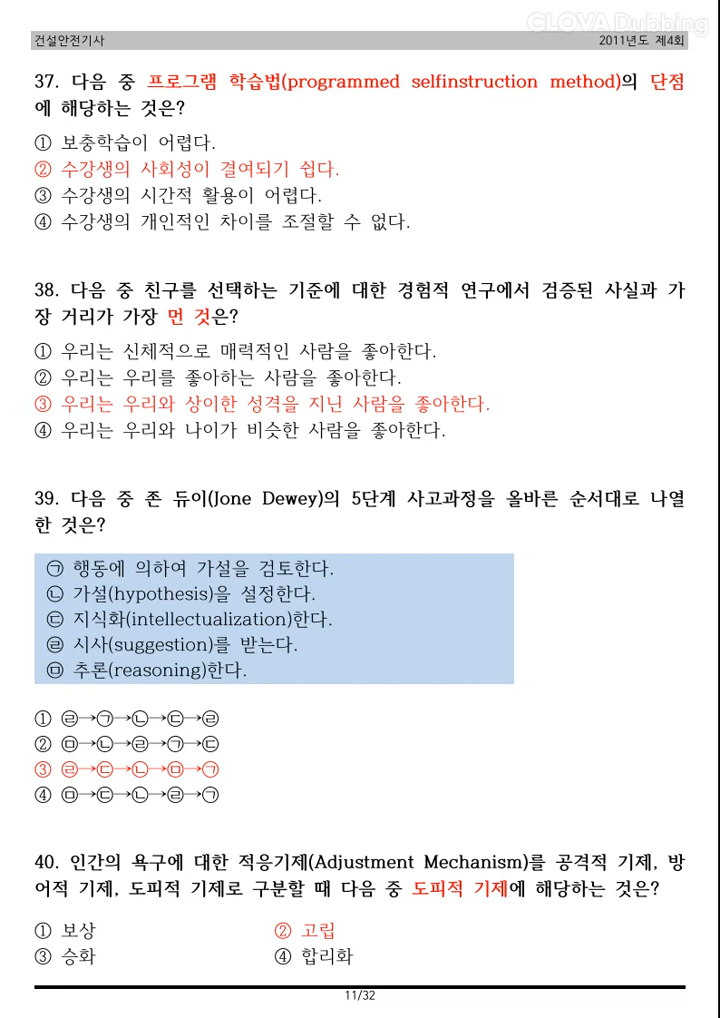 CLOVA Dubbing
건설안전기사 2011년도 제4회
37. 다음 중 프로그램 학습법(programmed selfinstruction method)의 단점
에 해당하는 것은?
① 보충학습이 어렵다.
② 수강생의 사회성이 결여되기 쉽다.
③ 수강생의 시간적 활용이 어렵다.
④ 수강생의 개인적인 차이를 조절할 수 없다.
38. 다음 중 친구를 선택하는 기준에 대한 경험적 연구에서 검증된 사실과 가
장 거리가 가장 먼 것은?
① 우리는 신체적으로 매력적인 사람을 좋아한다.
② 우리는 우리를 좋아하는 사람을 좋아한다.
③ 우리는 우리와 상이한 성격을 지닌 사람을 좋아한다.
④ 우리는 우리와 나이가 비슷한 사람을 좋아한다.
39. 다음 중 존 듀이(Jone Dewey)의 5단계 사고과정을 올바른 순서대로 나열
한 것은?
㉠ 행동에 의하여 가설을 검토한다.
㉡ 가설(hypothesis)을 설정한다.
㉢ 지식화(intellectualization)한다.
㉣ 시사(suggestion)를 받는다.
㉤ 추론(reasoning)한다.
① ㉣→㉠→㉡→㉢→㉣
② ㉤→㉡→㉣→㉠→㉢
③ ㉣→㉢→㉡→㉤→㉠
④ ㉤→㉢→㉡→㉣→㉠
40. 인간의 욕구에 대한 적응기제(Adjustment Mechanism)를 공격적 기제, 방
어적 기제, 도피적 기제로 구분할 때 다음 중 도피적 기제에 해당하는 것은?
① 보상 ② 고립
③ 승화 ④ 합리화
11/32